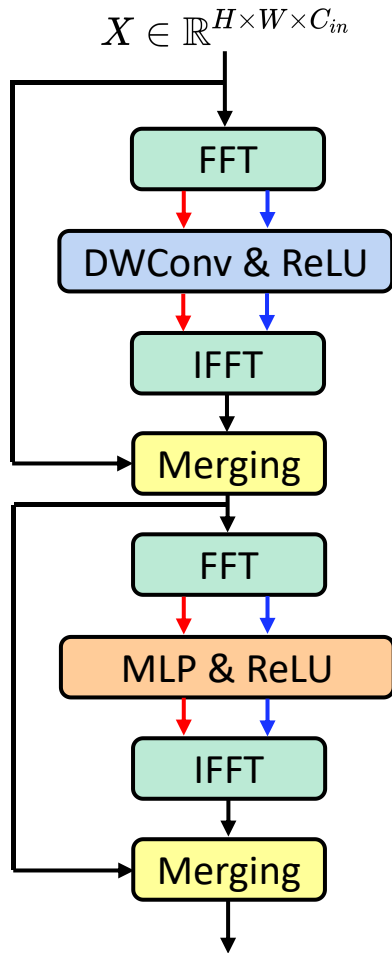 X ∈ ℝ^{H×W×C_{in}}
FFT
DWConv & ReLU
IFFT
Merging
FFT
MLP & ReLU
IFFT
Merging